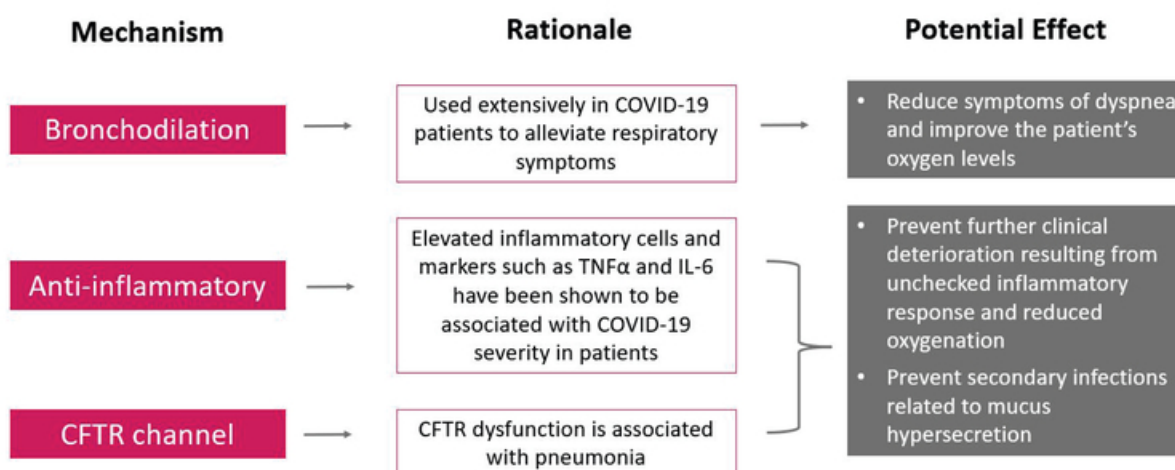 Mechanism
Rationale
Potential Effect
Bronchodilation
Used extensively in COVID-19
patients to alleviate respiratory
symptoms
• Reduce symptoms of dyspnea
and improve the patient's
oxygen levels
Anti-inflammatory
Elevated inflammatory cells and
markers such as TNFα and IL-6
have been shown to be
associated with COVID-19
severity in patients
• Prevent further clinical
deterioration resulting from
unchecked inflammatory
response and reduced
oxygenation
• Prevent secondary infections
related to mucus
hypersecretion
CFTR channel
CFTR dysfunction is associated
with pneumonia